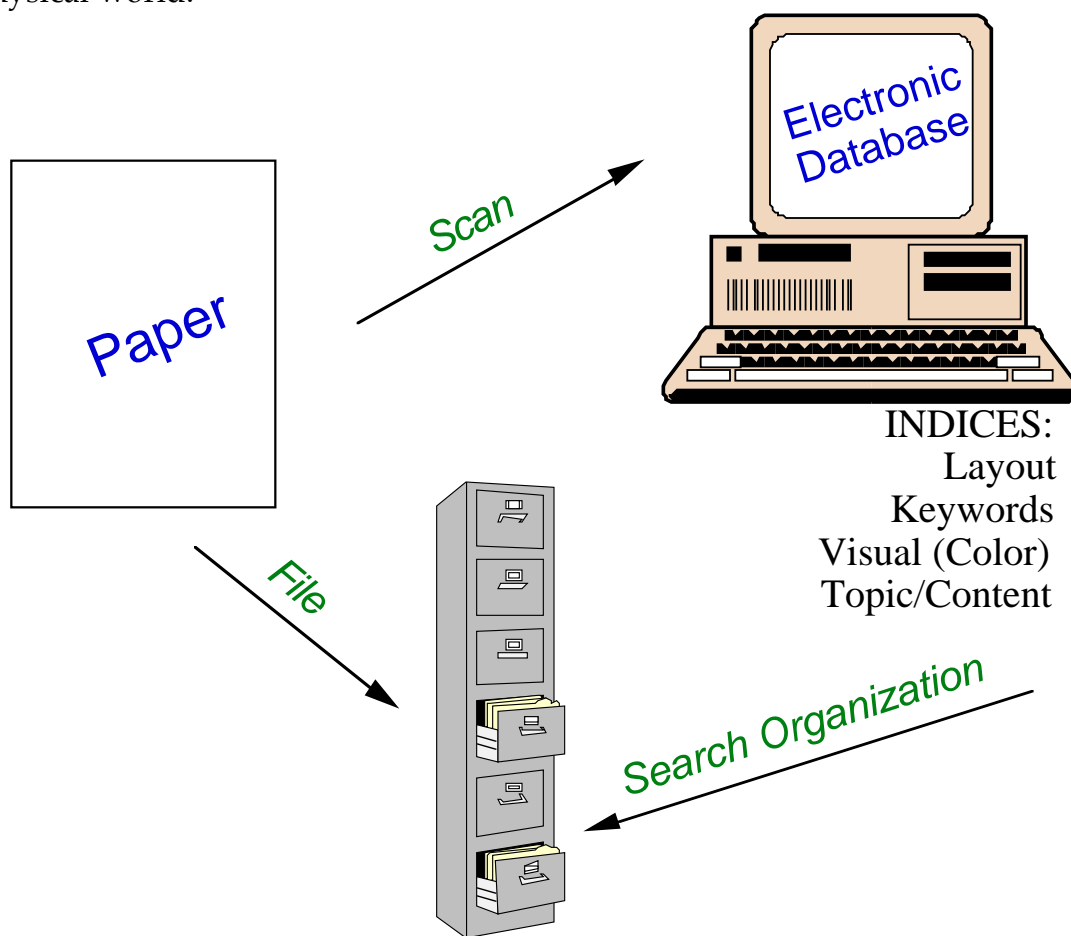 Scan
Electronic
Database
Paper
INDICES:
Layout
Keywords
Visual (Color)
Topic/Content
File
Search Organization